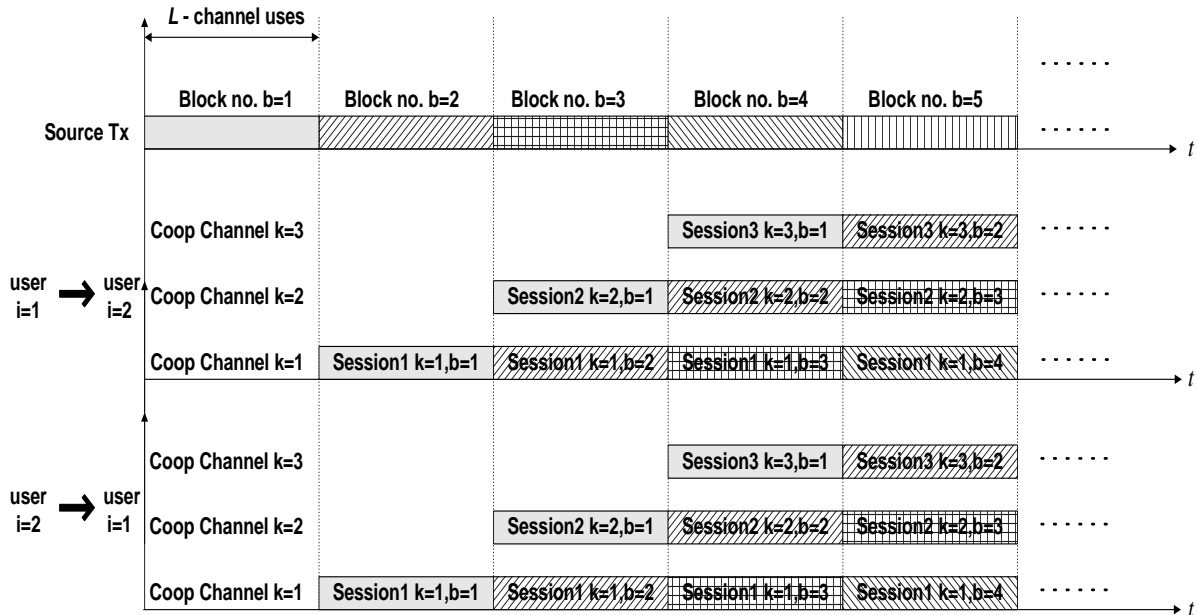 L - channel uses
Block no. b=1 Block no. b=2 Block no. b=3 Block no. b=4 Block no. b=5 ......
Source Tx ......
t
Coop Channel k=3 Session3 k=3,b=1 Session3 k=3,b=2 ......
user i=1 user i=2
Coop Channel k=2 Session2 k=2,b=1 Session2 k=2,b=2 Session2 k=2,b=3 ......
Coop Channel k=1 Session1 k=1,b=1 Session1 k=1,b=2 Session1 k=1,b=3 Session1 k=1,b=4 ......
t
Coop Channel k=3 Session3 k=3,b=1 Session3 k=3,b=2 ......
user i=2 user i=1
Coop Channel k=2 Session2 k=2,b=1 Session2 k=2,b=2 Session2 k=2,b=3 ......
Coop Channel k=1 Session1 k=1,b=1 Session1 k=1,b=2 Session1 k=1,b=3 Session1 k=1,b=4 ......
t